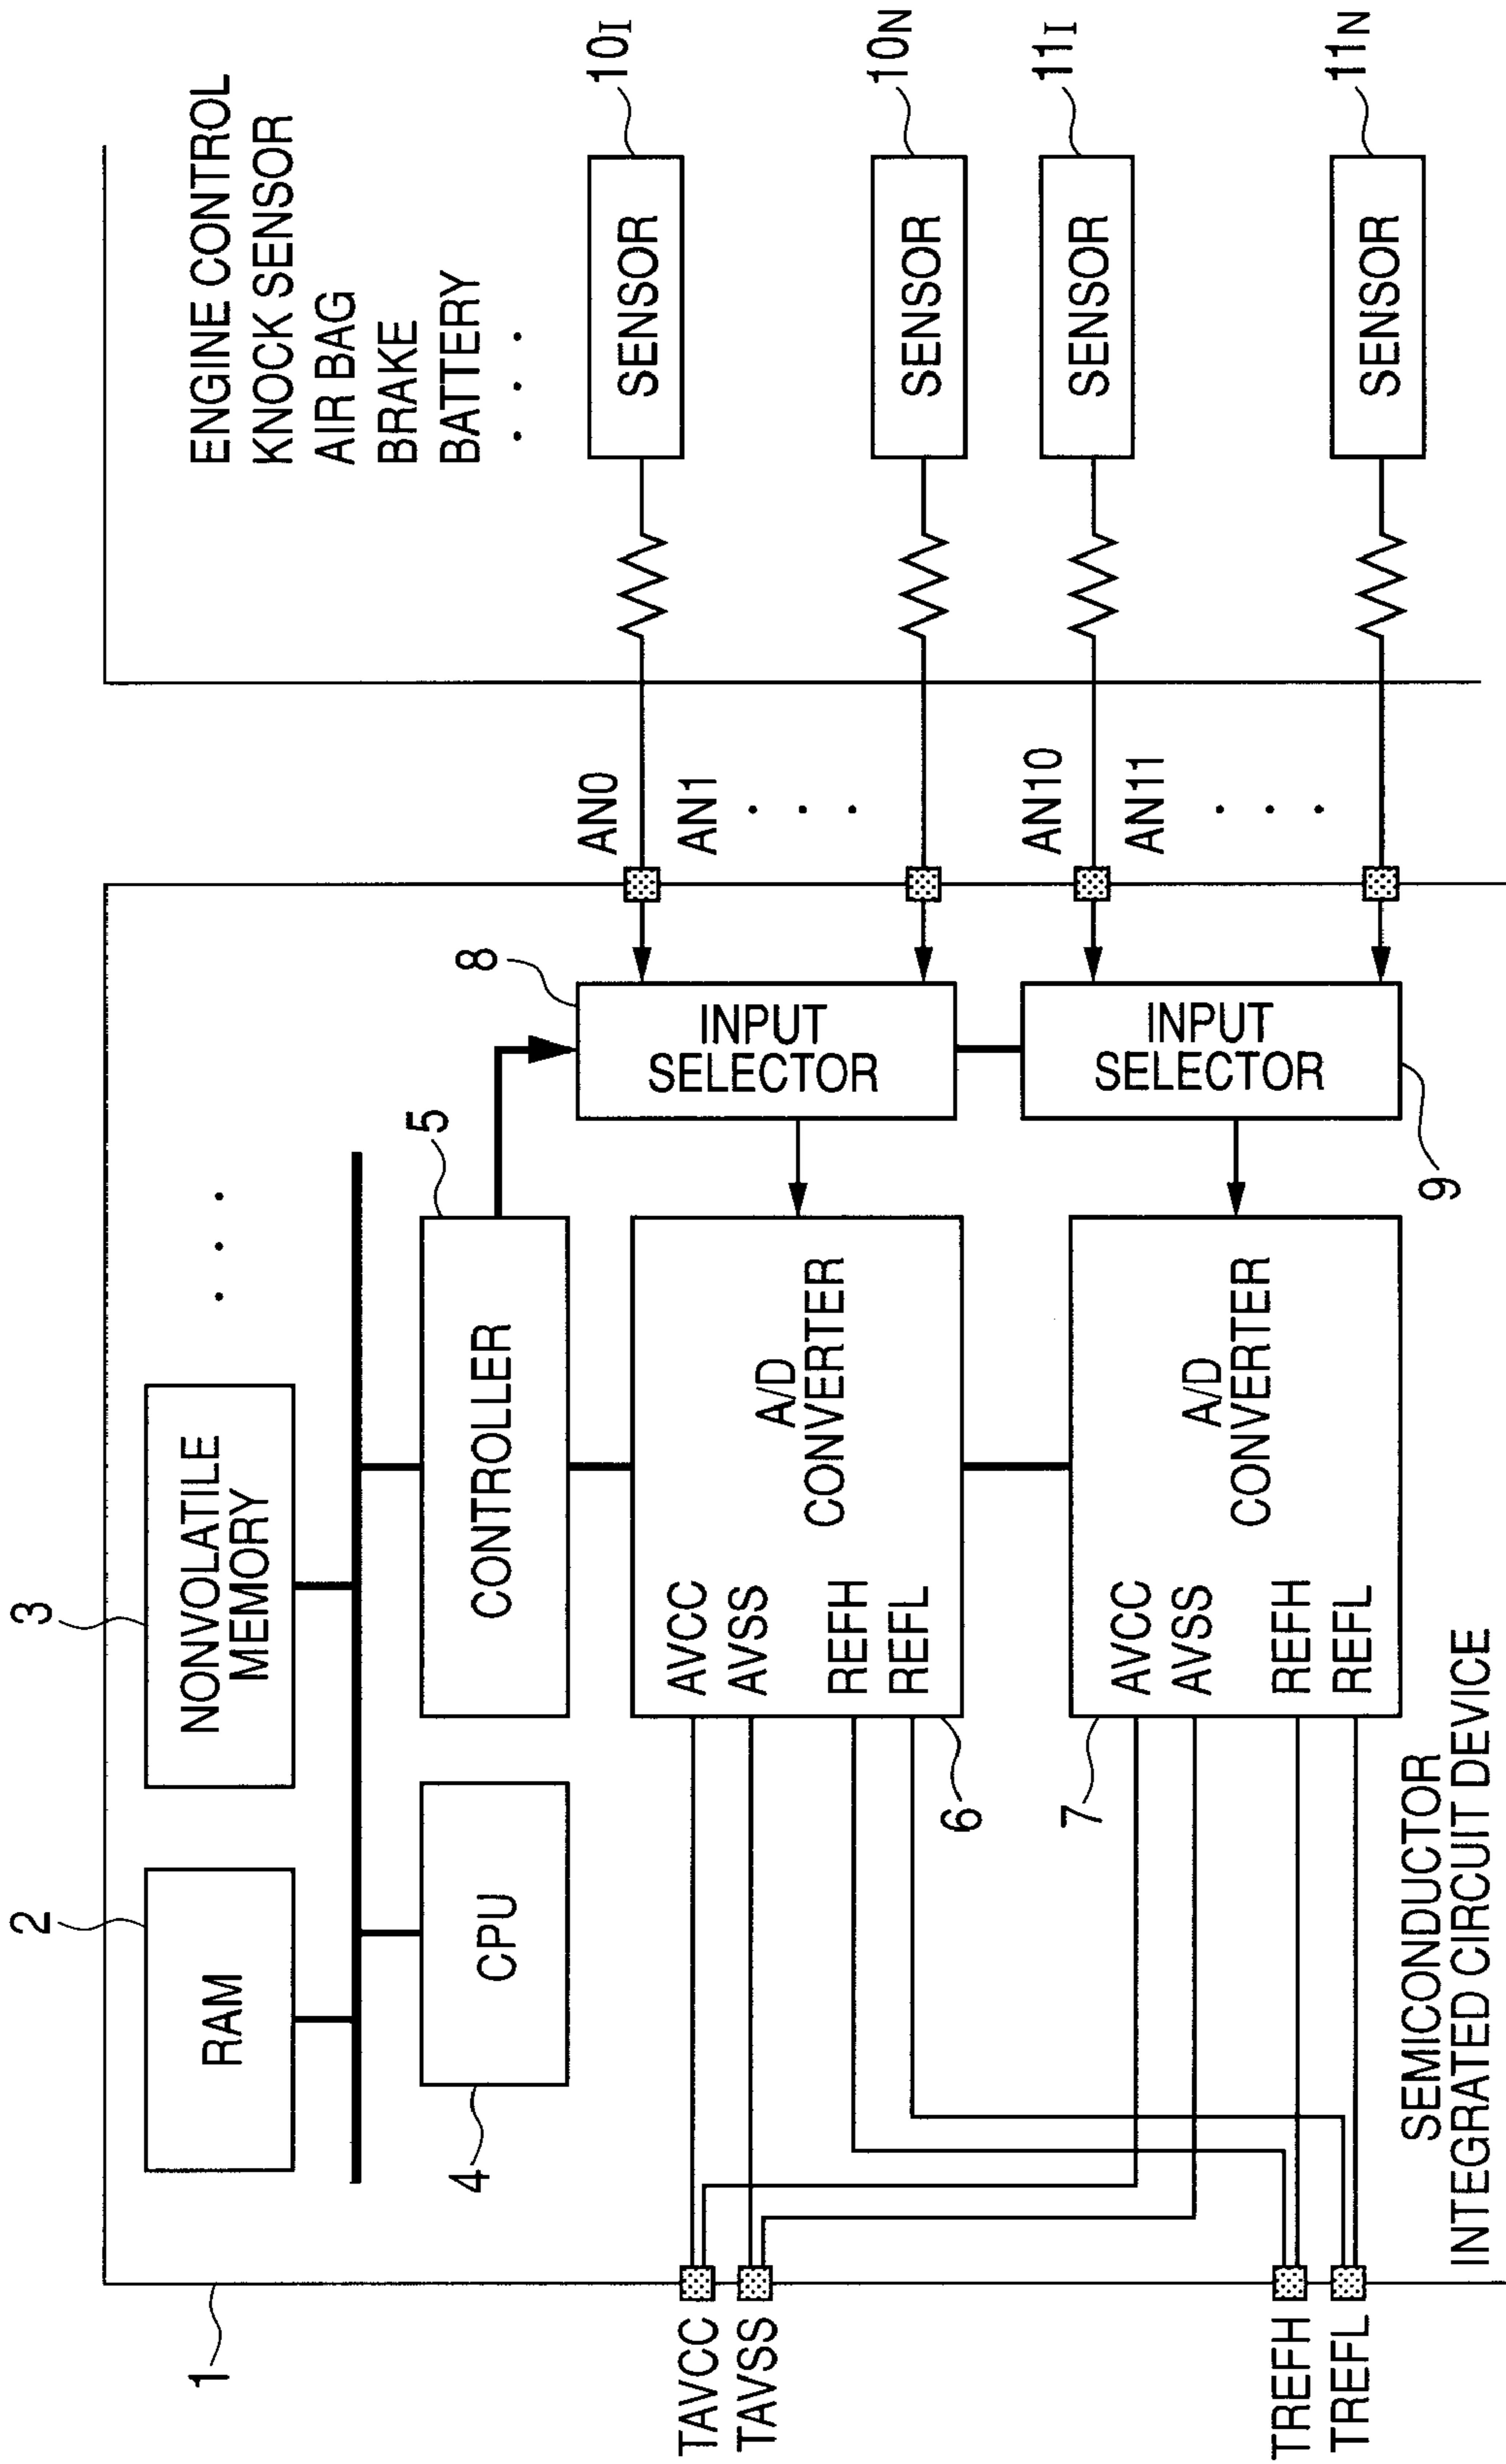 1
2
3
RAM
NONVOLATILE
MEMORY
. . .
4
CPU
5
CONTROLLER
TAVCC
TAVSS
TREFH
TREFL
AVCC
AVSS
REFH
REFL
A/D
CONVERTER
6
7
AVCC
AVSS
REFH
REFL
A/D
CONVERTER
8
INPUT
SELECTOR
INPUT
SELECTOR
9
AN0
AN1
. . .
AN10
AN11
. . .
ENGINE CONTROL
KNOCK SENSOR
AIR BAG
BRAKE
BATTERY
. . .
SENSOR
10I
SENSOR
10N
SENSOR
11I
SENSOR
11N
SEMICONDUCTOR
INTEGRATED CIRCUIT DEVICE